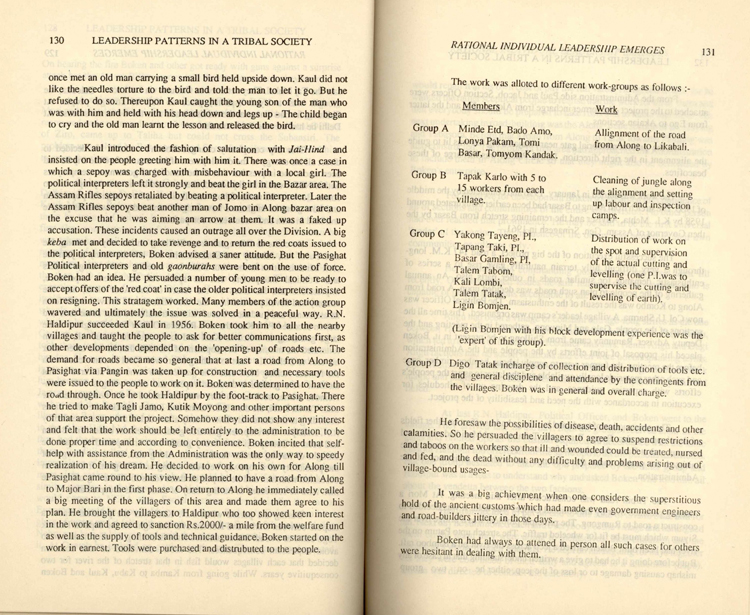 130 LEADERSHIP PATTERNS IN A TRIBAL SOCIETY
once met an old man carrying a small bird held upside down. Kaul did not
like the needles torture to the bird and told the man to let it go. But he
refused to do so. Thereupon Kaul caught the young son of the man who
was with him and held with his head down and legs up - The child began
to cry and the old man learnt the lesson and released the bird.
Kaul introduced the fashion of salutation with Jai-Hind and
insisted on the people greeting him with him it. There was once a case in
which a sepoy was charged with misbehaviour with a local girl. The
political interpreters left it strongly and beat the girl in the Bazar area. The
Assam Rifles sepoys retaliated by beating a political interpreter. Later the
Assam Rifles sepoys beat another man of Jomo in Along bazar area on
the excuse that he was aiming an arrow at them. It was a faked up
accusation. These incidents caused an outrage all over the Division. A big
keba met and decided to take revenge and to return the red coats issued to
the political interpreters, Boken advised a saner attitude. But the Pasighat
Political interpreters and old gaonburahs were bent on the use of force.
Boken had an idea. He persuaded a number of young men to be ready to
accept offers of the 'red coat' in case the older political interpreters insisted
on resigning. This stratagem worked. Many members of the action group
wavered and ultimately the issue was solved in a peaceful way. R.N.
Haldipur succeeded Kaul in 1956. Boken took him to all the nearby
villages and taught the people to ask for better communications first, as
other developments depended on the 'opening-up' of roads etc. The
demand for roads became so general that at last a road from Along to
Pasighat via Pangin was taken up for construction and necessary tools
were issued to the people to work on it. Boken was determined to have the
road through. Once he took Haldipur by the foot-track to Pasighat. There
he tried to make Tagli Jamo, Kutik Moyong and other important persons
of that area support the project. Somehow they did not show any interest
and felt that the work should be left entirely to the administration to be
done proper time and according to convenience. Boken incited that self-
help with assistance from the Administration was the only way to speedy
realization of his dream. He decided to work on his own for Along till
Pasighat came round to his view. He planned to have a road from Along
to Major Bari in the first phase. On return to Along he immediately called
a big meeting of the villagers of this area and made them agree to his
plan. He brought the villagers to Haldipur who too showed keen interest
in the work and agreed to sanction Rs.2000/- a mile from the welfare fund
as well as the supply of tools and technical guidance. Boken started on the
work in earnest. Tools were purchased and distrubuted to the people.
RATIONAL INDIVIDUAL LEADERSHIP EMERGES 131
The work was alloted to different work-groups as follows :-
Members Work
Group A Minde Etd, Bado Amo, Allignment of the road
Lonya Pakam, Tomi from Along to Likabali.
Basar, Tomyom Kandak.
Group B Tapak Karlo with 5 to Cleaning of jungle along
15 workers from each the alignment and setting
village. up labour and inspection
camps.
Group C Yakong Tayeng, PI., Distribution of work on
Tapang Taki, PI., the spot and supervision
Basar Gamling, PI, of the actual cutting and
Talem Tabom, levelling (one P.I.was to
Kali Lombi, supervise the cutting and
Talem Tatak, levelling of earth).
Ligin Bomjen.
(Ligin Bomjen with his block development experience was the
'expert' of this group).
Group D Digo Tatak incharge of collection and distribution of tools etc.
and general disciplene and attendance by the contingents from
the villages. Boken was in general and overall charge.
He foresaw the possibilities of disease, death, accidents and other
calamities. So he persuaded the villagers to agree to suspend restrictions
and taboos on the workers so that ill and wounded could be treated, nursed
and fed, and the dead without any difficulty and problems arising out of
village-bound usages-
It was a big achievment when one considers the superstitious
hold of the ancient customs which had made even government engineers
and road-builders jittery in those days.
Boken had always to attened in person all such cases for others
were hesitant in dealing with them.